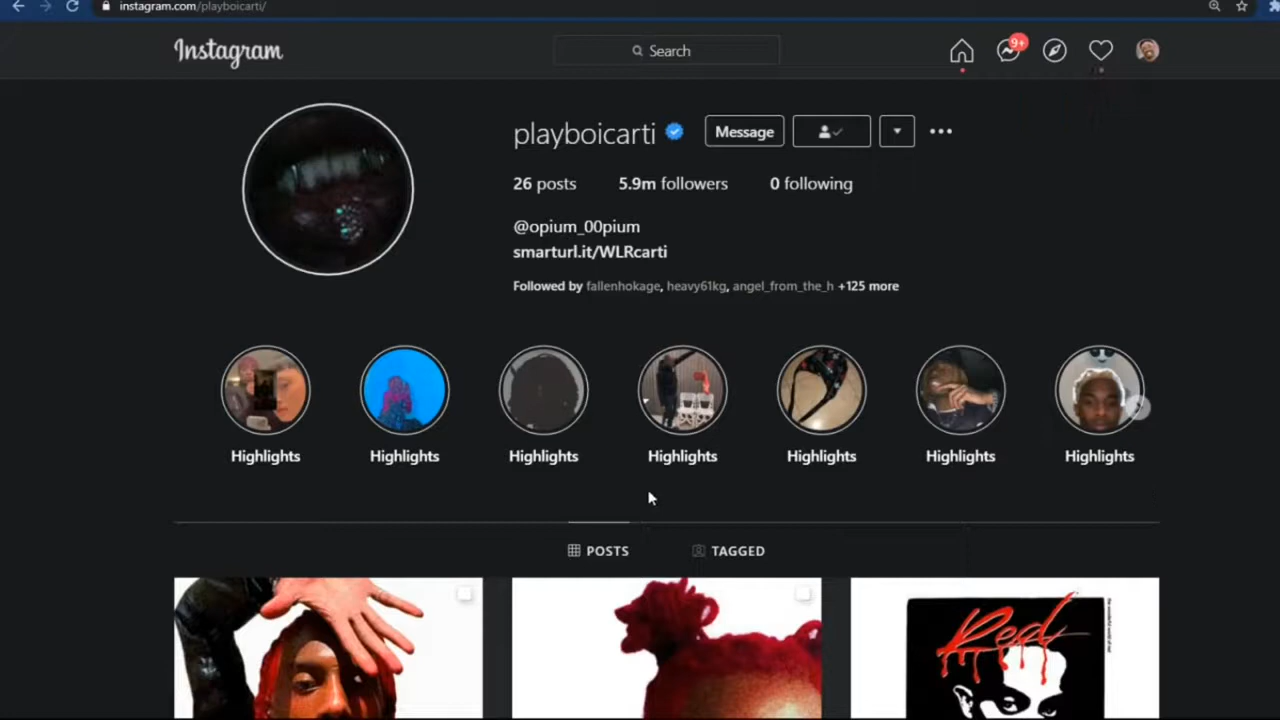 instagram.com/playboicarti/
Instagram
Search
9+
playboicarti
Message
26 posts 5.9m followers 0 following
@opium_00pium
smarturl.it/WLRcarti
Followed by fallenhokage, heavy61kg, angel_from_the_h +125 more
Highlights Highlights Highlights Highlights Highlights Highlights Highlights
POSTS TAGGED
Red